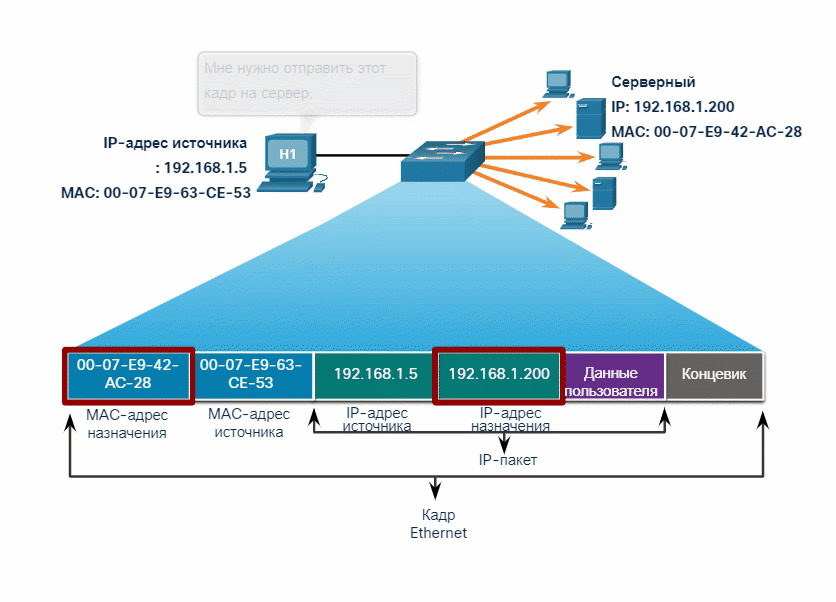 Мне нужно отправить этот
кадр на сервер.
Серверный
IP: 192.168.1.200
MAC: 00-07-E9-42-AC-28
IP-адрес источника
: 192.168.1.5
MAC: 00-07-E9-63-CE-53
H1
00-07-E9-42-
AC-28
00-07-E9-63-
CE-53
192.168.1.5
192.168.1.200
Данные
пользователя
Концевик
MAC-адрес
назначения
MAC-адрес
источника
IP-адрес
источника
IP-адрес
назначения
IP-пакет
Кадр
Ethernet